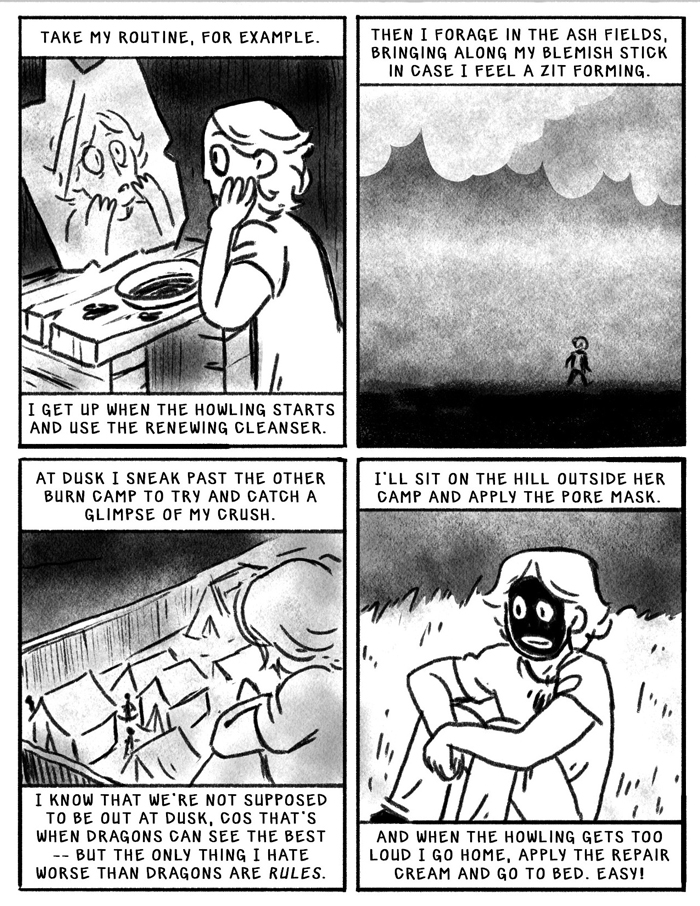 TAKE MY ROUTINE, FOR EXAMPLE.
I GET UP WHEN THE HOWLING STARTS
AND USE THE RENEWING CLEANSER.
THEN I FORAGE IN THE ASH FIELDS,
BRINGING ALONG MY BLEMISH STICK
IN CASE I FEEL A ZIT FORMING.
AT DUSK I SNEAK PAST THE OTHER
BURN CAMP TO TRY AND CATCH A
GLIMPSE OF MY CRUSH.
I KNOW THAT WE'RE NOT SUPPOSED
TO BE OUT AT DUSK, COS THAT'S
WHEN DRAGONS CAN SEE THE BEST
-- BUT THE ONLY THING I HATE
WORSE THAN DRAGONS ARE RULES.
I'LL SIT ON THE HILL OUTSIDE HER
CAMP AND APPLY THE PORE MASK.
AND WHEN THE HOWLING GETS TOO
LOUD I GO HOME, APPLY THE REPAIR
CREAM AND GO TO BED. EASY!